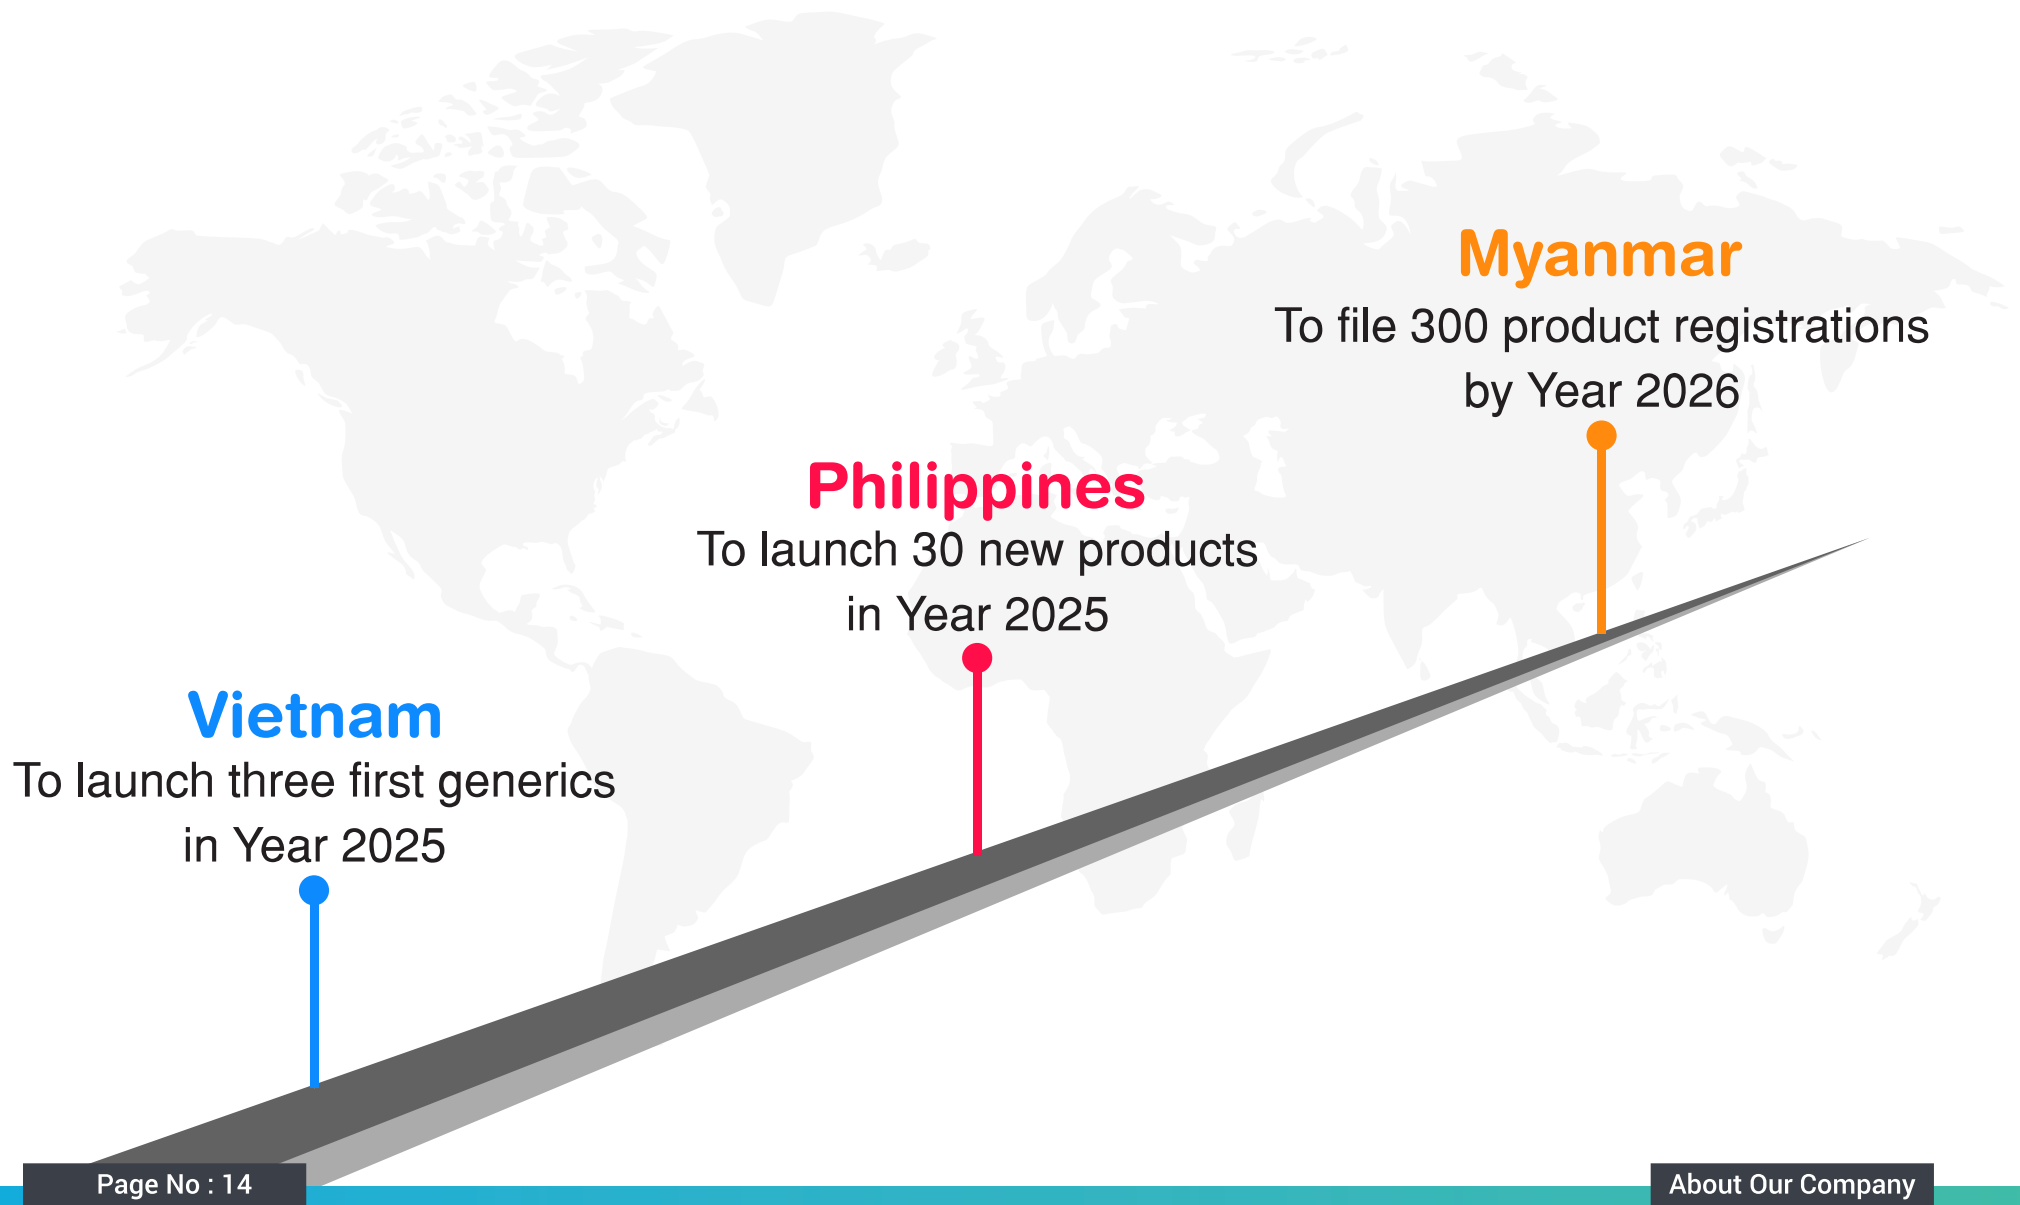 Myanmar
To file 300 product registrations
by Year 2026
Philippines
To launch 30 new products
in Year 2025
Vietnam
To launch three first generics
in Year 2025
Page No : 14
About Our Company